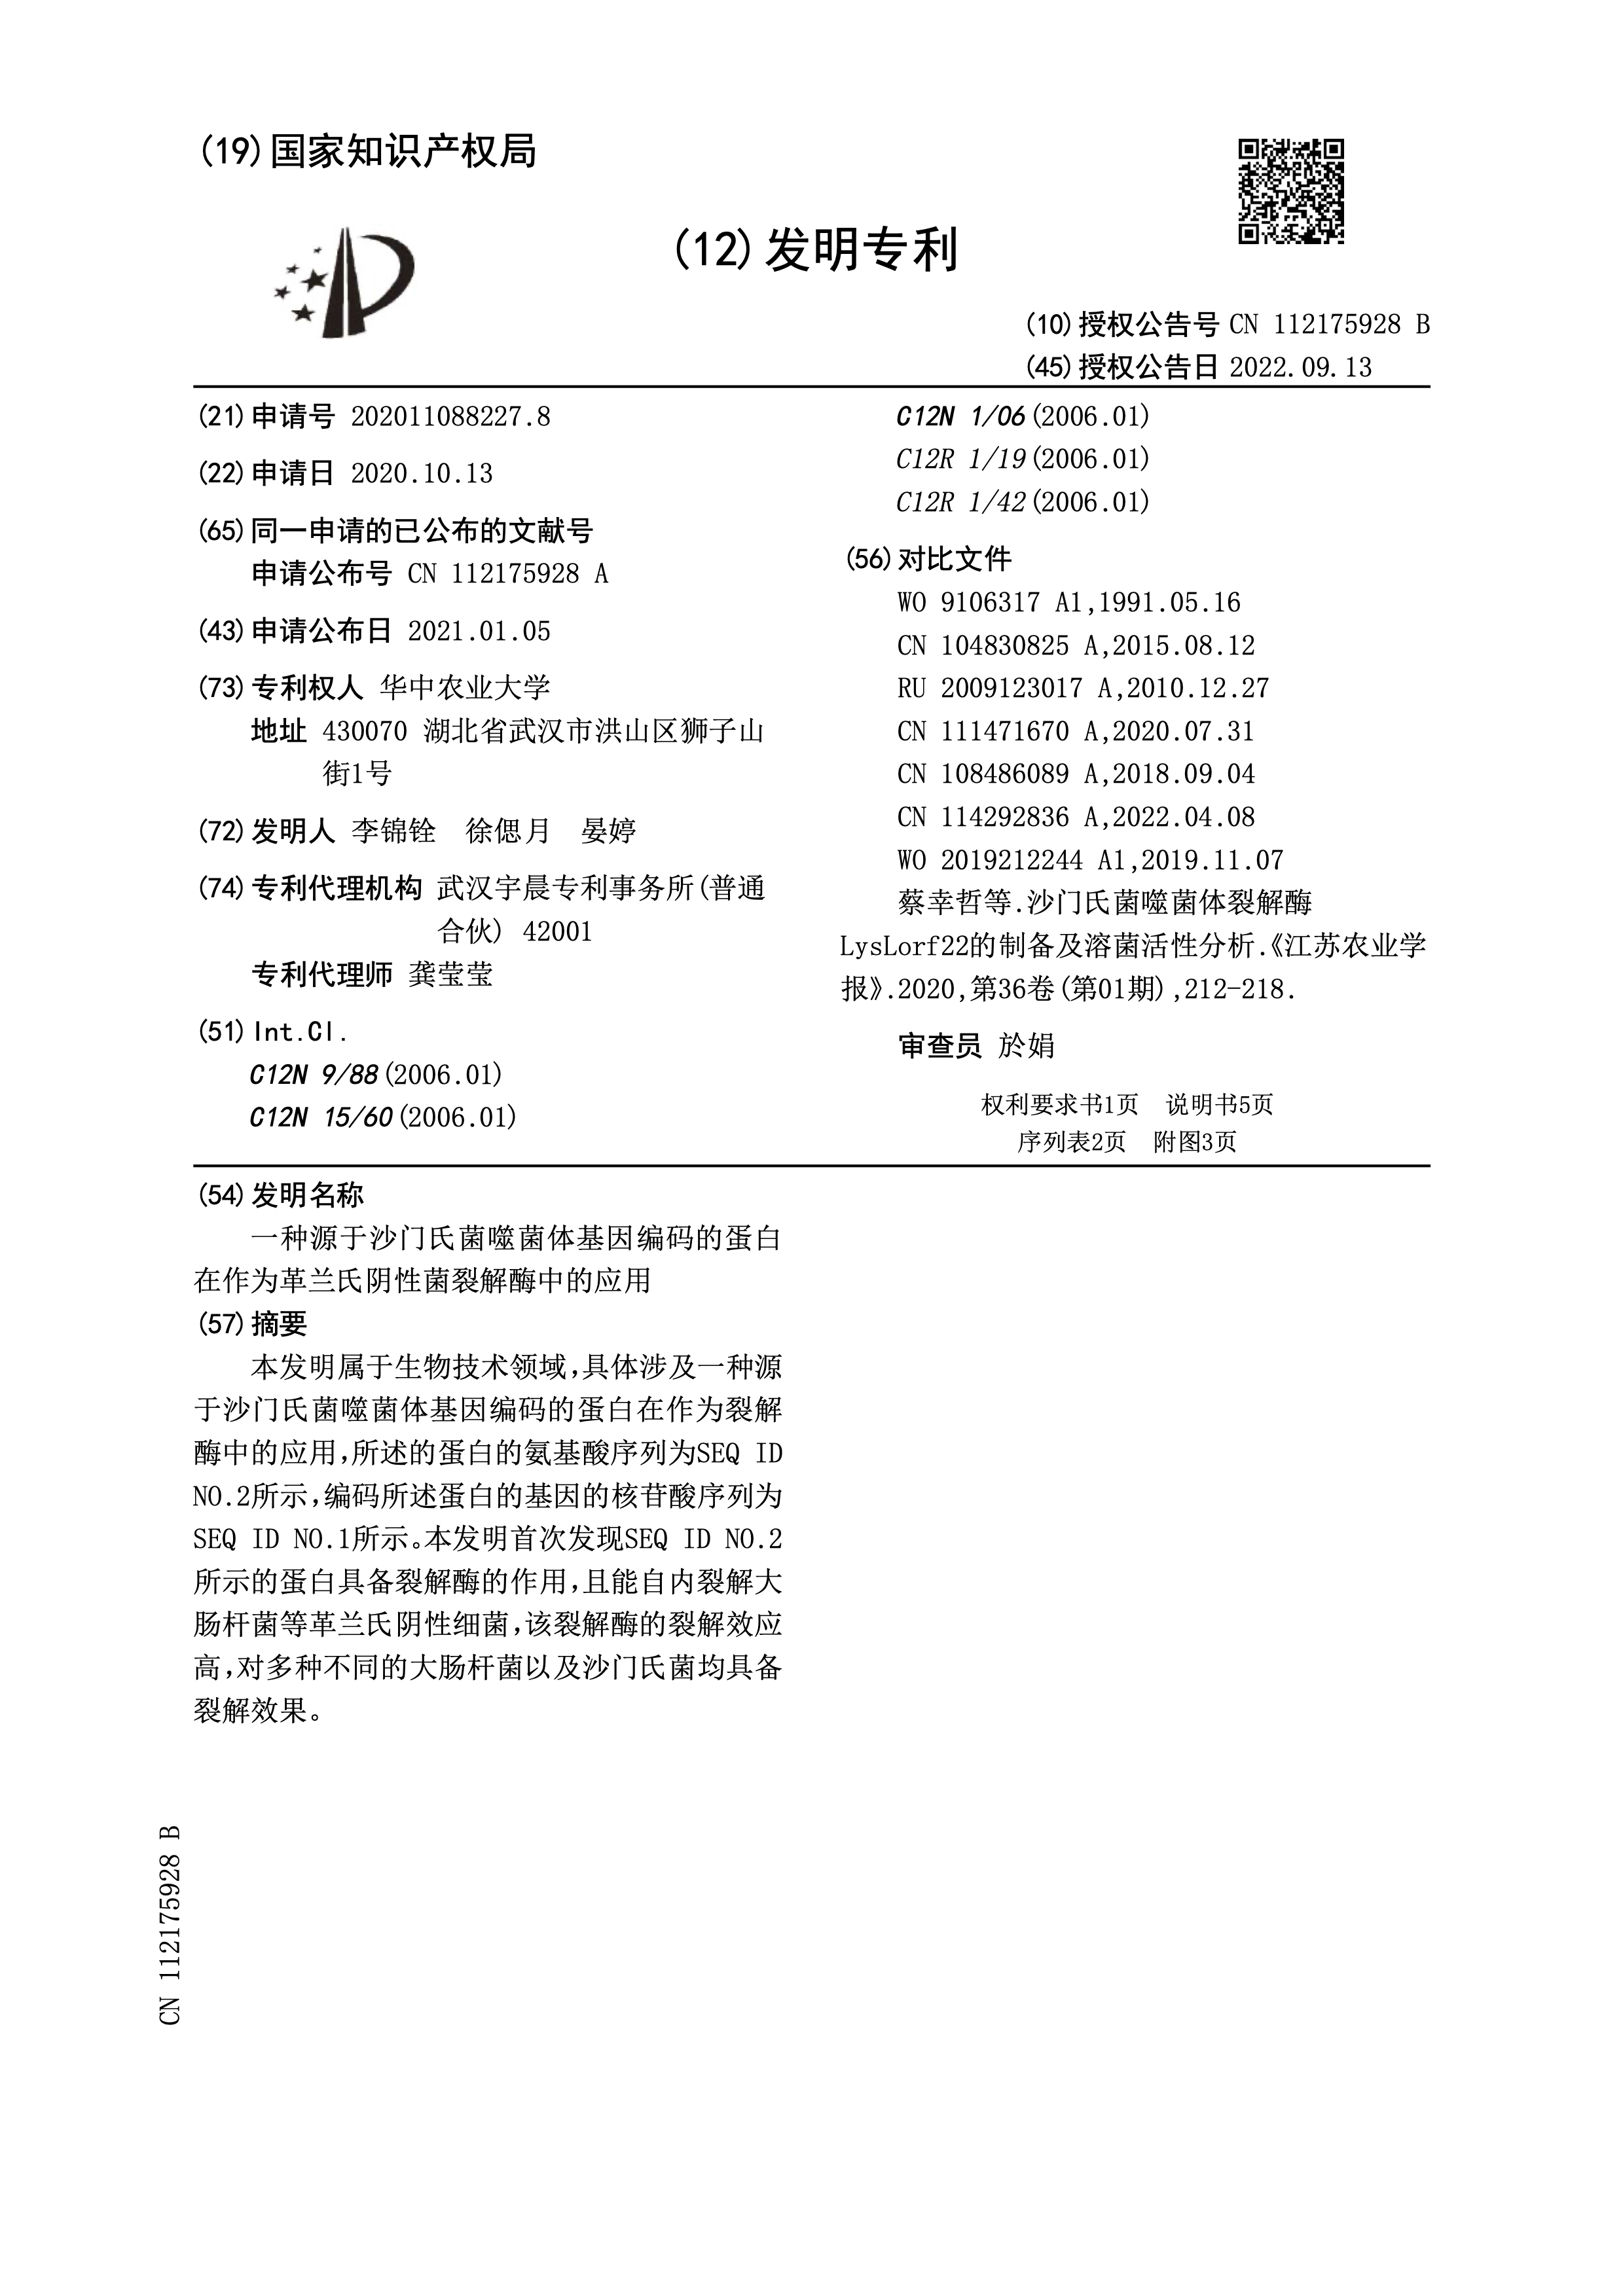 (19)国家知识产权局
(12)发明专利
(10)授权公告号 CN 112175928 B
(45)授权公告日 2022.09.13
(21)申请号 202011088227.8
(22)申请日 2020.10.13
(65)同一申请的已公布的文献号
申请公布号 CN 112175928 A
(43)申请公布日 2021.01.05
(73)专利权人 华中农业大学
地址 430070 湖北省武汉市洪山区狮子山
街1号
(72)发明人 李锦铨　徐偲月　晏婷
(74)专利代理机构 武汉宇晨专利事务所(普通
合伙) 42001
专利代理师 龚莹莹
(51)Int.Cl.
C12N 9/88(2006.01)
C12N 15/60(2006.01)
C12N 1/06(2006.01)
C12R 1/19(2006.01)
C12R 1/42(2006.01)
(56)对比文件
WO 9106317 A1,1991.05.16
CN 104830825 A,2015.08.12
RU 2009123017 A,2010.12.27
CN 111471670 A,2020.07.31
CN 108486089 A,2018.09.04
CN 114292836 A,2022.04.08
WO 2019212244 A1,2019.11.07
蔡幸哲等.沙门氏菌噬菌体裂解酶
LysLorf22的制备及溶菌活性分析.《江苏农业学
报》.2020,第36卷(第01期),212-218.
审查员 於娟
权利要求书1页　说明书5页
序列表2页　附图3页
(54)发明名称
一种源于沙门氏菌噬菌体基因编码的蛋白
在作为革兰氏阴性菌裂解酶中的应用
(57)摘要
本发明属于生物技术领域,具体涉及一种源
于沙门氏菌噬菌体基因编码的蛋白在作为裂解
酶中的应用,所述的蛋白的氨基酸序列为SEQ ID
NO.2所示,编码所述蛋白的基因的核苷酸序列为
SEQ ID NO.1所示。本发明首次发现SEQ ID NO.2
所示的蛋白具备裂解酶的作用,且能自内裂解大
肠杆菌等革兰氏阴性细菌,该裂解酶的裂解效应
高,对多种不同的大肠杆菌以及沙门氏菌均具备
裂解效果。
CN 112175928 B